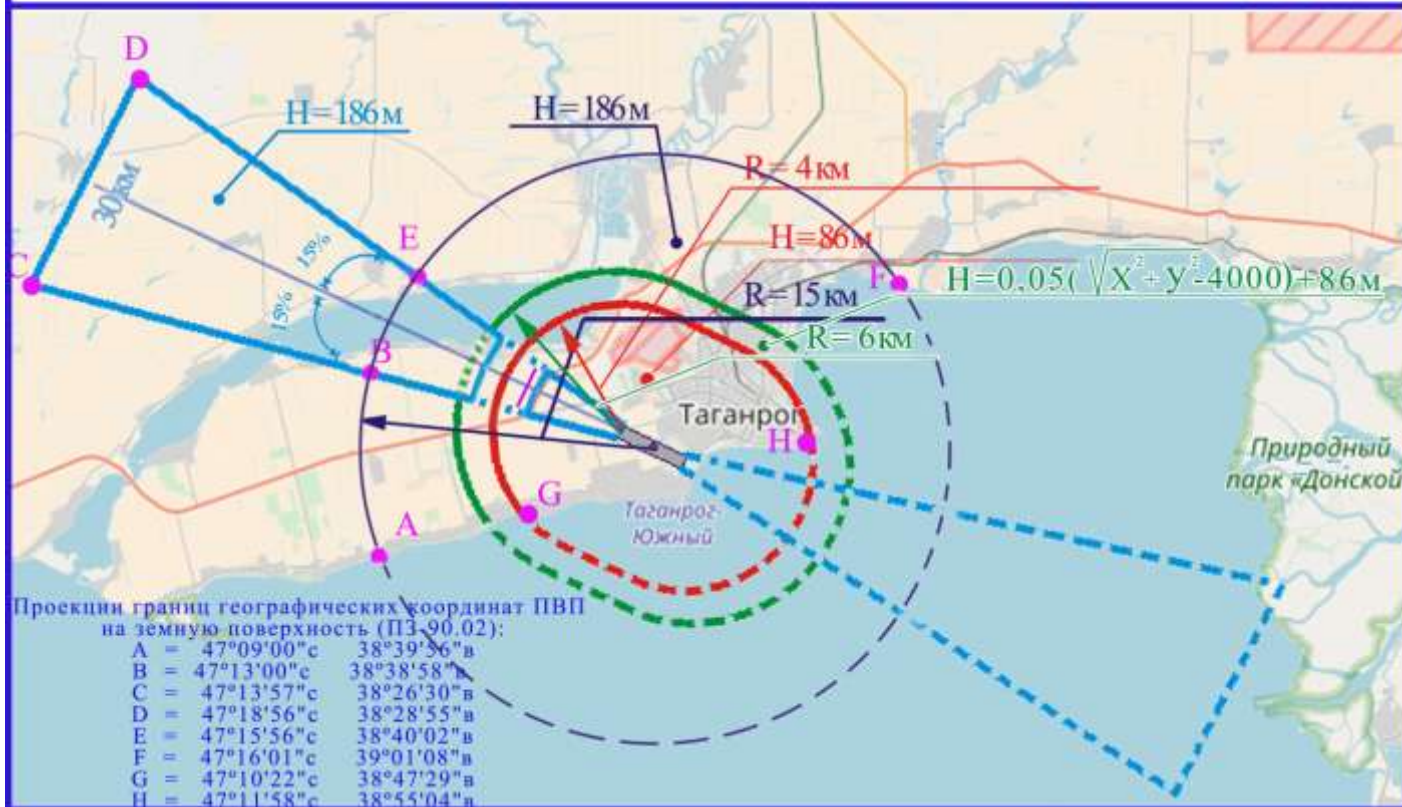 D
H=186м
H=186м
R=4км
30км
E
H=86м
C
F
H=0,05(√X²+У²-4000)+86м
15%
R=15км
15%
R=6км
B
Таганрог
H
Природный
парк «Донской
G
Таганрог-
Южный
A
Проекции границ географических координат ПВП
на земную поверхность (ПЗ-90.02):
A = 47°09'00"с 38°39'56"в
B = 47°13'00"с 38°38'58"в
C = 47°13'57"с 38°26'30"в
D = 47°18'56"с 38°28'55"в
E = 47°15'56"с 38°40'02"в
F = 47°16'01"с 39°01'08"в
G = 47°10'22"с 38°47'29"в
H = 47°11'58"с 38°55'04"в